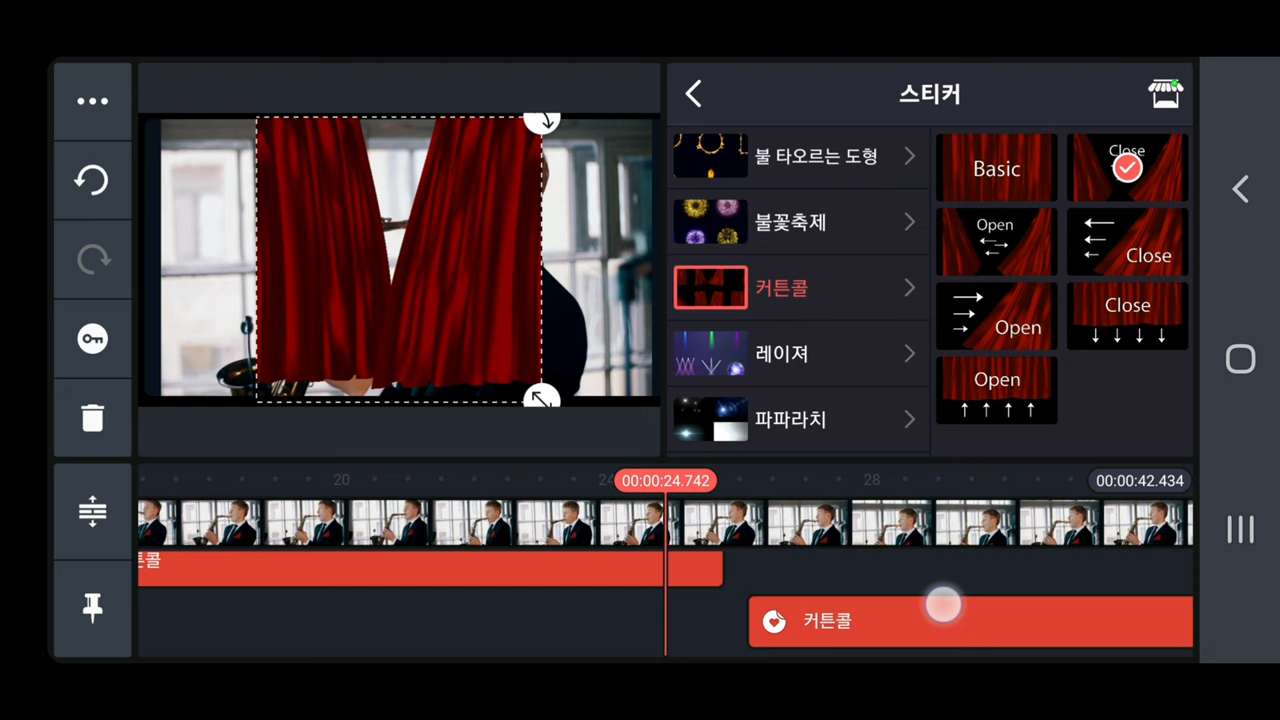 스티커
불 타오르는 도형
불꽃축제
커튼콜
레이져
파파라치
Basic
Close
Open
Close
Open
Close
Open
20
24
28
00:00:24.742
00:00:42.434
튼콜
커튼콜